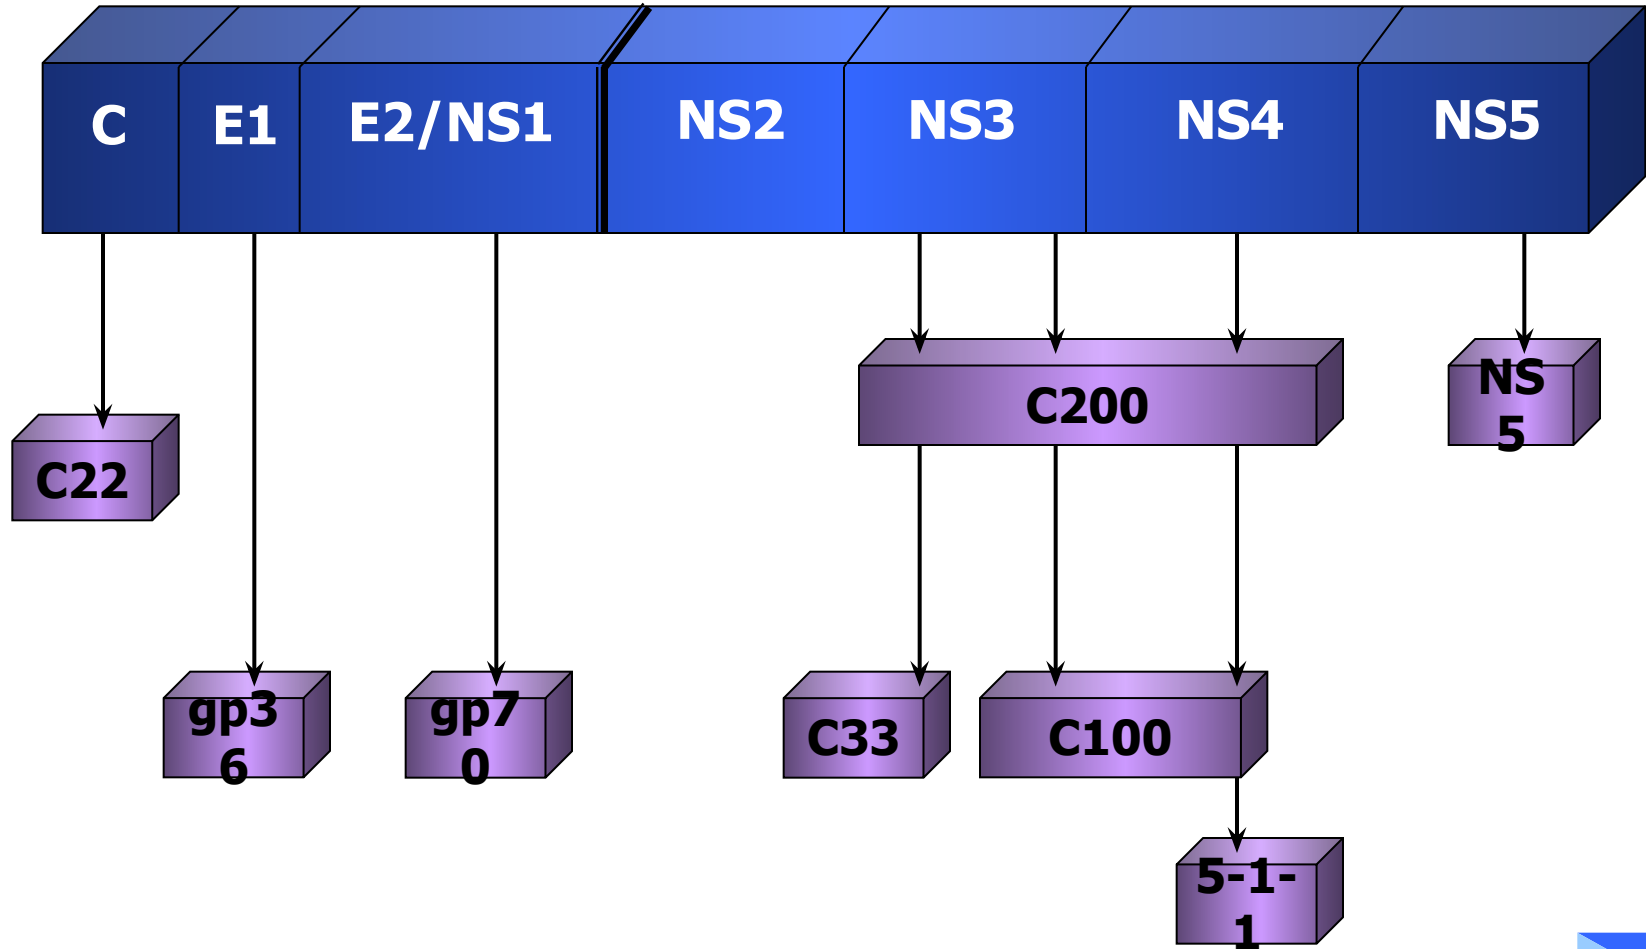 C
E1
E2/NS1
NS2
NS3
NS4
NS5
C200
NS
5
C22
gp3
6
gp7
0
C33
C100
5-1-
1